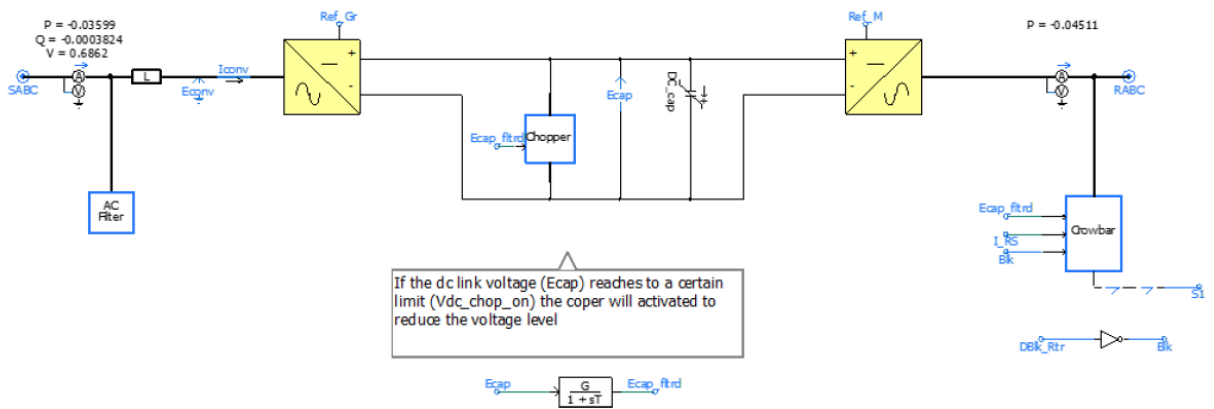 P = -0.03599
Q = -0.0003824
V = 0.6862
Ref_Gr
Ref_M
P = -0.04511
A
V
SABC
L
Econv
Iconv
+
-
Ecap_fltrd
Chopper
Ecap
DC_cap
+
-
A
V
RABC
AC
Filter
Ecap_fltrd
I_RS
Blk
Crowbar
S1
If the dc link voltage (Ecap) reaches to a certain
limit (Vdc_chop_on) the coper will activated to
reduce the voltage level
DBlk_Rtr
Blk
Ecap
G
1 + sT
Ecap_fltrd